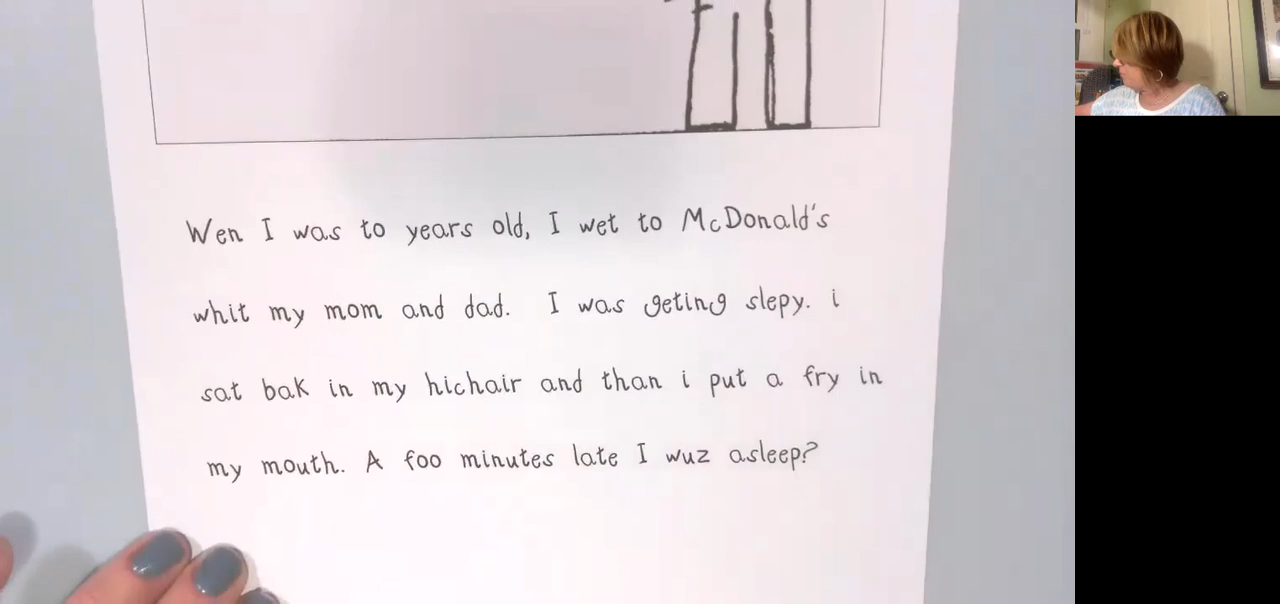 Wen I was to years old, I wet to McDonald's
whit my mom and dad. I was geting slepy. i
sat bak in my hichair and than i put a fry in
my mouth. A foo minutes late I wuz asleep?